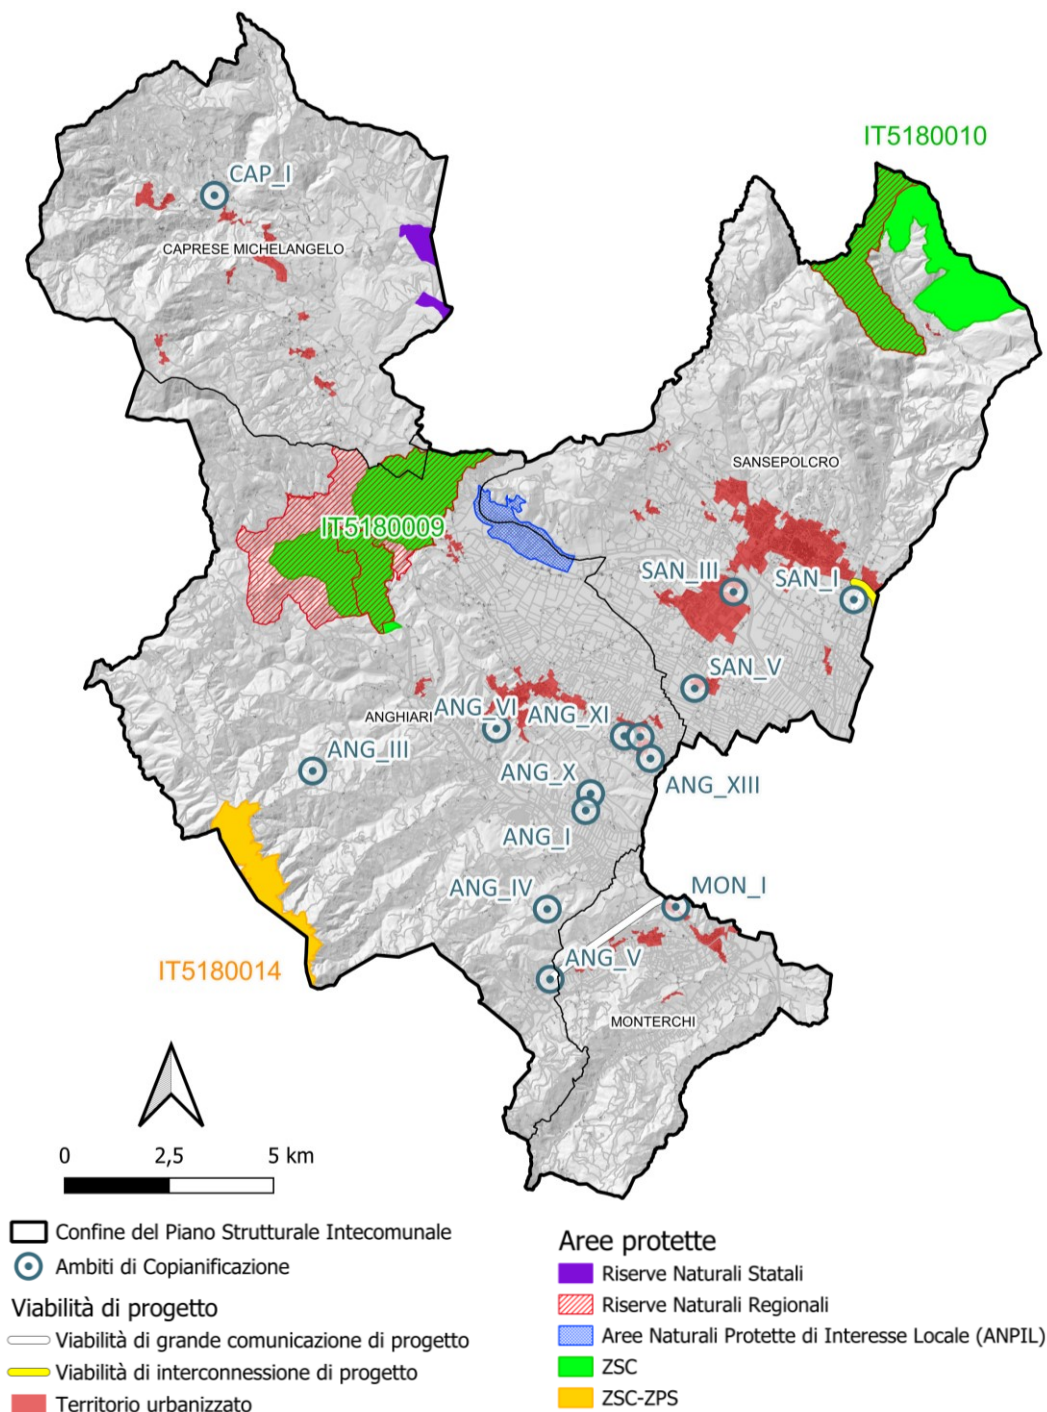 IT5180010
CAP_I
CAPRESE MICHELANGELO
SANSEPOLCRO
IT5180009
SAN_III
SAN_I
SAN_V
ANGHIARI
ANG_VI
ANG_XI
ANG_III
ANG_X
ANG_XIII
ANG_I
ANG_IV
MON_I
ANG_V
IT5180014
MONTERCHI
0 2,5 5 km
Confine del Piano Strutturale Intecomunale
Ambiti di Copianificazione
Viabilità di progetto
Viabilità di grande comunicazione di progetto
Viabilità di interconnessione di progetto
Territorio urbanizzato
Aree protette
Riserve Naturali Statali
Riserve Naturali Regionali
Aree Naturali Protette di Interesse Locale (ANPIL)
ZSC
ZSC-ZPS